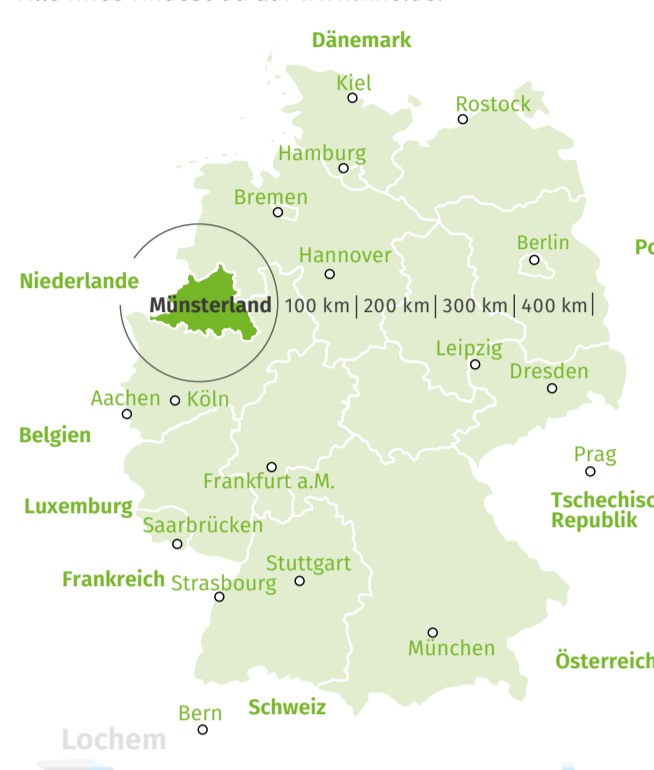 Dänemark
Kiel
Rostock
Hamburg
Bremen
Berlin
Hannover
Niederlande
Münsterland 100 km 200 km 300 km 400 km
Leipzig
Dresden
Aachen
Köln
Belgien
Prag
Frankfurt a.M.
Luxemburg
Tschechisc
Republik
Saarbrücken
Stuttgart
Frankreich
Strasbourg
München
Österreich
Schweiz
Bern
Lochem